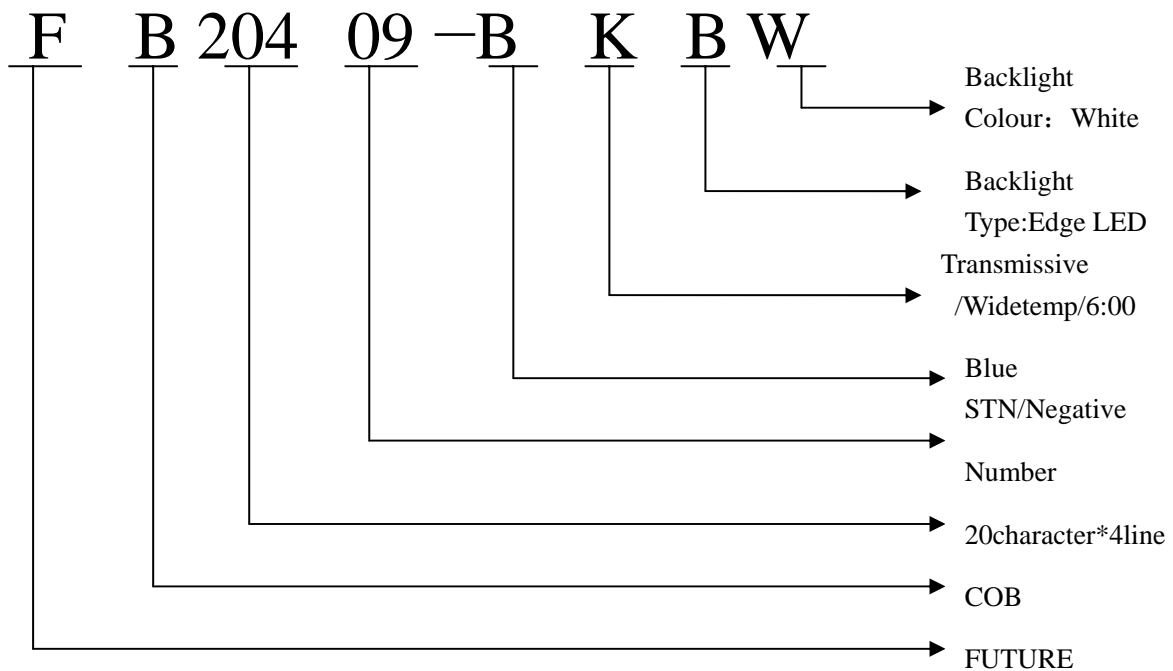 F B 204 09 —B K B W
Backlight
Colour： White
Backlight
Type:Edge LED
Transmissive
/Widetemp/6:00
Blue
STN/Negative
Number
20character*4line
COB
FUTURE